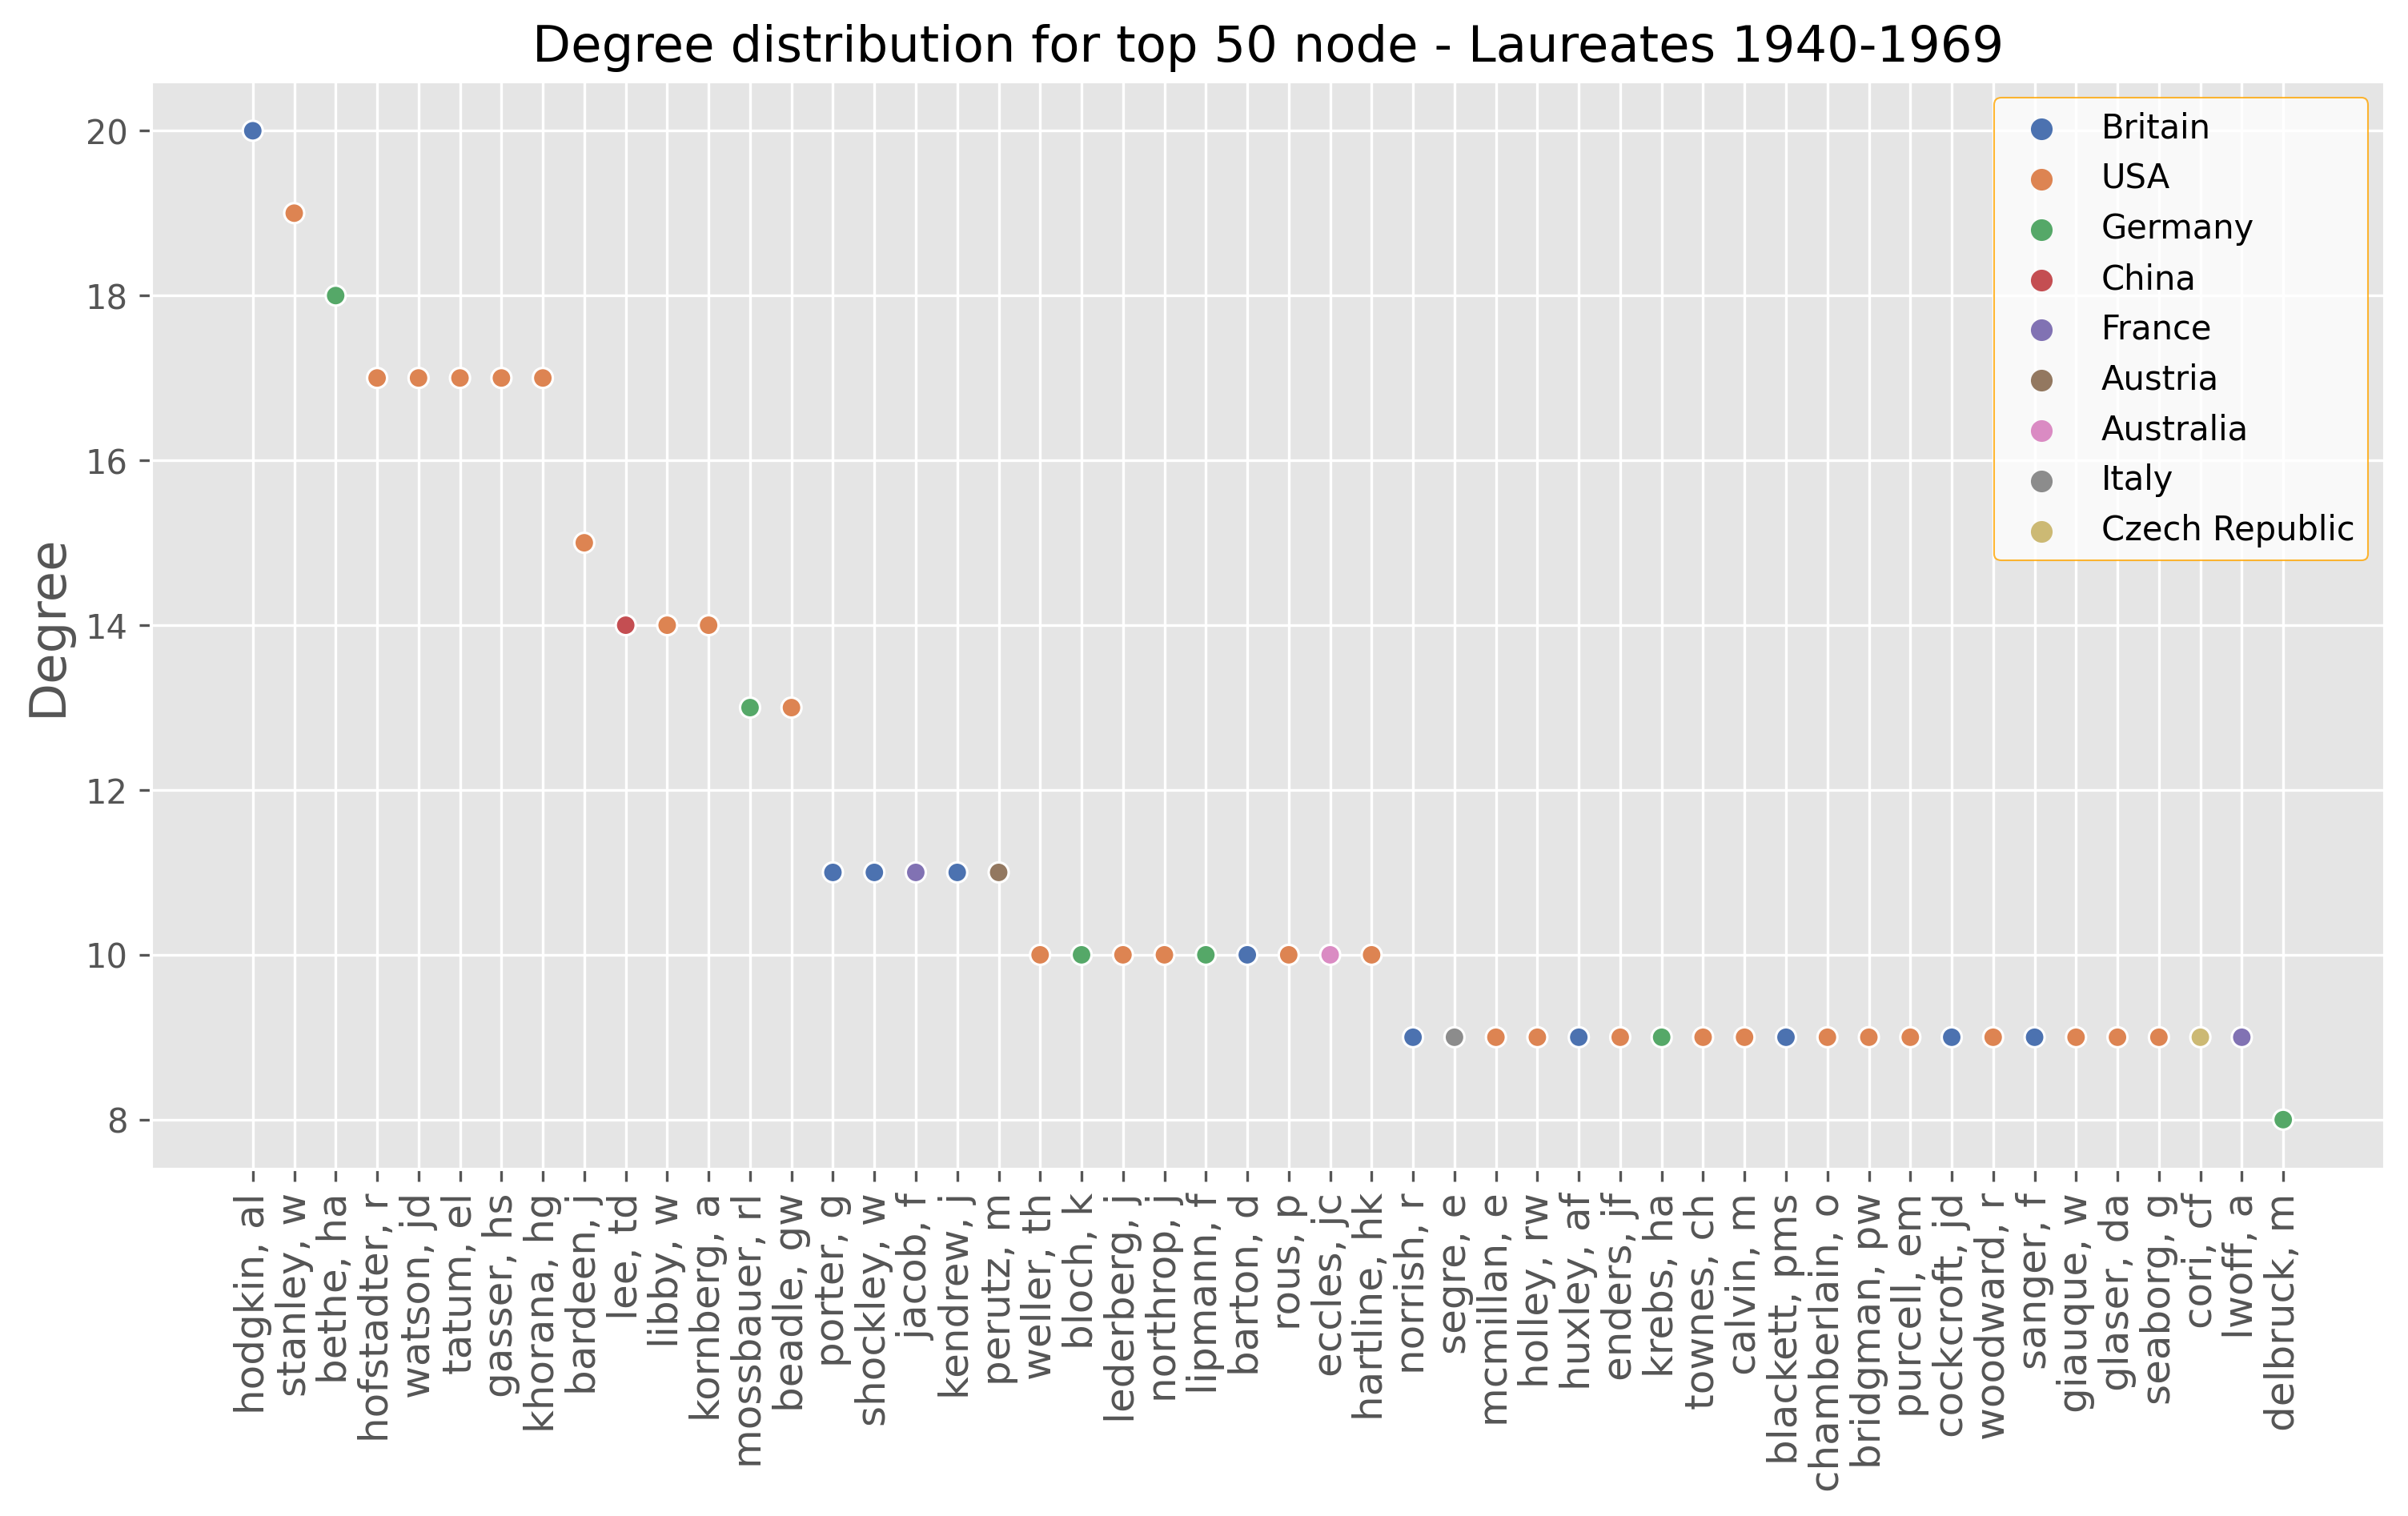 Degree distribution for top 50 node - Laureates 1940-1969
Degree
20
18
16
14
12
10
8
Britain
USA
Germany
China
France
Austria
Australia
Italy
Czech Republic
hodgkin, al
stanley, w
bethe, ha
hofstadter, r
watson, jd
tatum, el
gasser, hs
khorana, hg
bardeen, j
lee, td
libby, w
kornberg, a
mossbauer, rl
beadle, gw
porter, g
shockley, w
jacob, f
kendrew, j
perutz, m
weller, th
bloch, k
lederberg, j
northrop, j
lipmann, f
barton, d
rous, p
eccles, jc
hartline, hk
norrish, r
segre, e
mcmillan, e
holley, rw
huxley, af
enders, jf
krebs, ha
townes, ch
calvin, m
blackett, pms
chamberlain, o
bridgman, pw
purcell, em
cockcroft, jd
woodward, r
sanger, f
giauque, w
glaser, da
seaborg, g
cori, cf
lwoff, a
delbruck, m